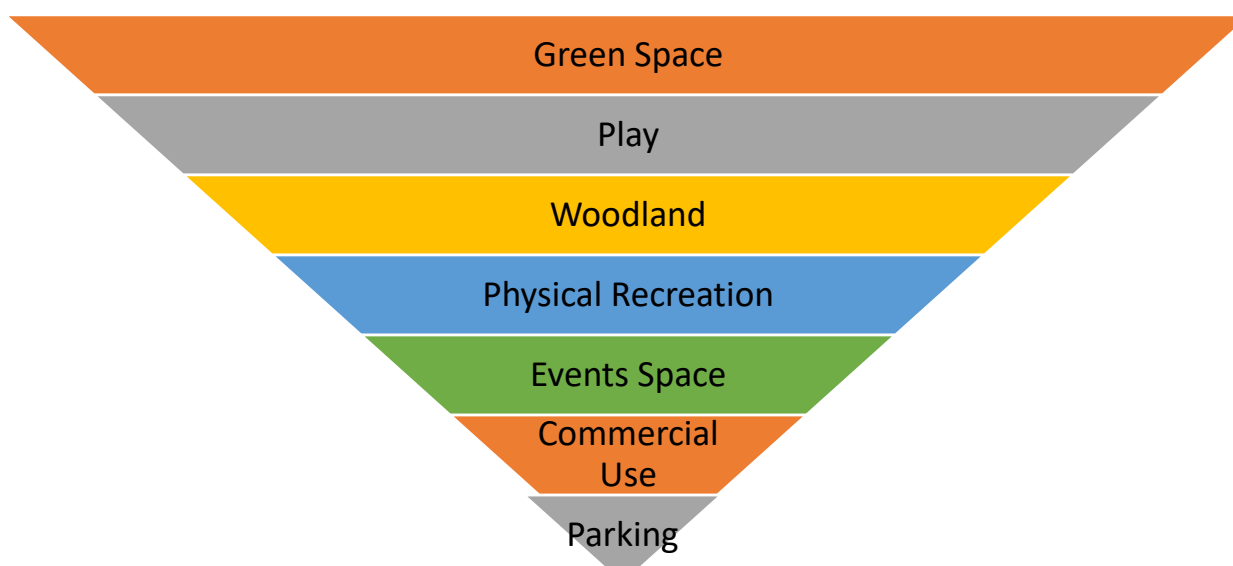 Green Space
Play
Woodland
Physical Recreation
Events Space
Commercial
Use
Parking